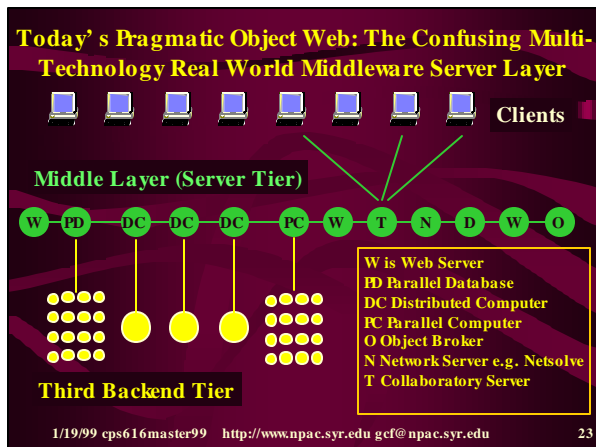 Today's Pragmatic Object Web: The Confusing Multi-
Technology Real World Middleware Server Layer
Clients
Middle Layer (Server Tier)
W PD DC DC DC PC W T N D W O
W is Web Server
PD Parallel Database
DC Distributed Computer
PC Parallel Computer
O Object Broker
N Network Server e.g. Netsolve
T Collaboratory Server
Third Backend Tier
1/19/99 cps616master99 http://www.npac.syr.edu gcf@npac.syr.edu 23